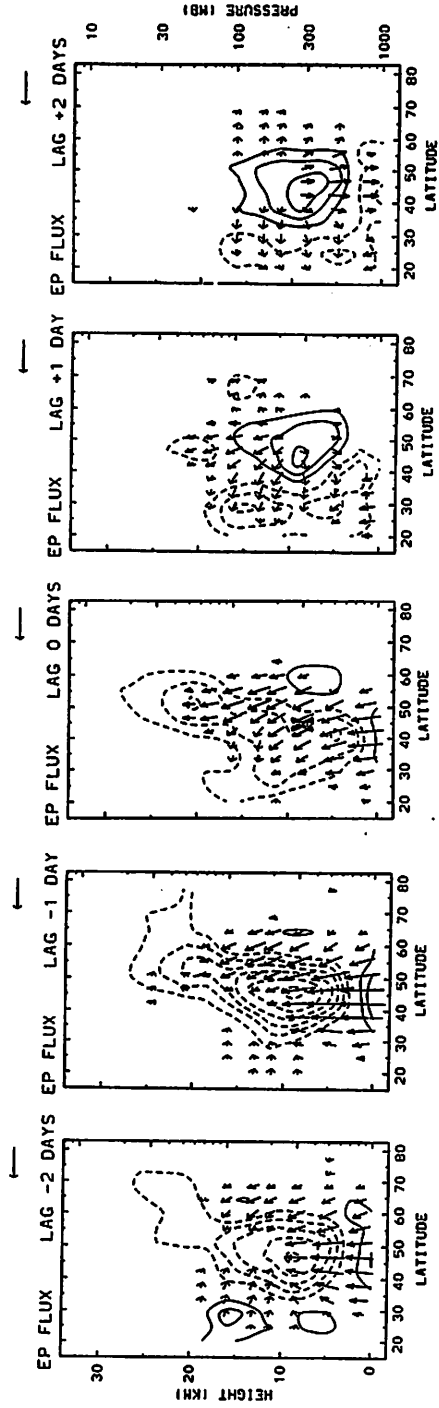 EP FLUX LAG -2 DAYS
EP FLUX LAG -1 DAY
EP FLUX LAG 0 DAYS
EP FLUX LAG +1 DAY
EP FLUX LAG +2 DAYS
HEIGHT (KM)
30
20
10
0
20 30 40 50 60 70 80
LATITUDE
20 30 40 50 60 70 80
LATITUDE
20 30 40 50 60 70 80
LATITUDE
20 30 40 50 60 70 80
LATITUDE
20 30 40 50 60 70 80
LATITUDE
10
30
100
300
1000
PRESSURE (MB)